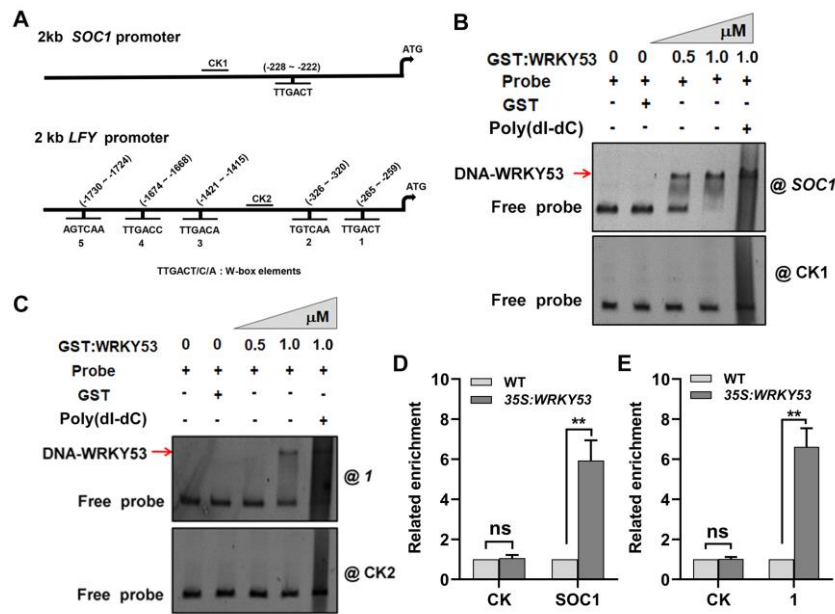 A
2kb SOC1 promoter
CK1
(-228 ~ -222)
ATG
TTGACT
2 kb LFY promoter
(-1730 ~ -1724)
(-1674 ~ -1668)
(-1421 ~ -1415)
CK2
(-326 ~ -320)
(-265 ~ -259)
ATG
AGTCAA TTGACC TTGACA TGTCAA TTGACT
5 4 3 2 1
TTGACT/C/A : W-box elements
B
μM
GST:WRKY53 0 0 0.5 1.0 1.0
Probe + + + + +
GST - + - - -
Poly(dI-dC) - - - - +
DNA-WRKY53
@ SOC1
Free probe
@ CK1
Free probe
C
μM
GST:WRKY53 0 0 0.5 1.0 1.0
Probe + + + + +
GST - + - - -
Poly(dI-dC) - - - - +
DNA-WRKY53
@ 1
Free probe
@ CK2
Free probe
D
WT
35S:WRKY53
Related enrichment
10
8
6
4
2
0
ns
**
CK SOC1
E
WT
35S:WRKY53
Related enrichment
10
8
6
4
2
0
ns
**
CK 1